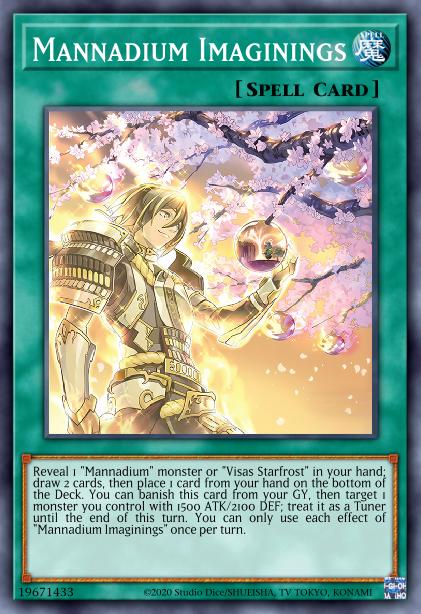 MANNADIUM IMAGININGS
SPELL
魔
[ SPELL CARD ]
Reveal 1 "Mannadium" monster or "Visas Starfrost" in your hand;
draw 2 cards, then place 1 card from your hand on the bottom of
the Deck. You can banish this card from your GY, then target 1
monster you control with 1500 ATK/2100 DEF; treat it as a Tuner
until the end of this turn. You can only use each effect of
"Mannadium Imaginings" once per turn.
19671433
©2020 Studio Dice/SHUEISHA, TV TOKYO, KONAMI